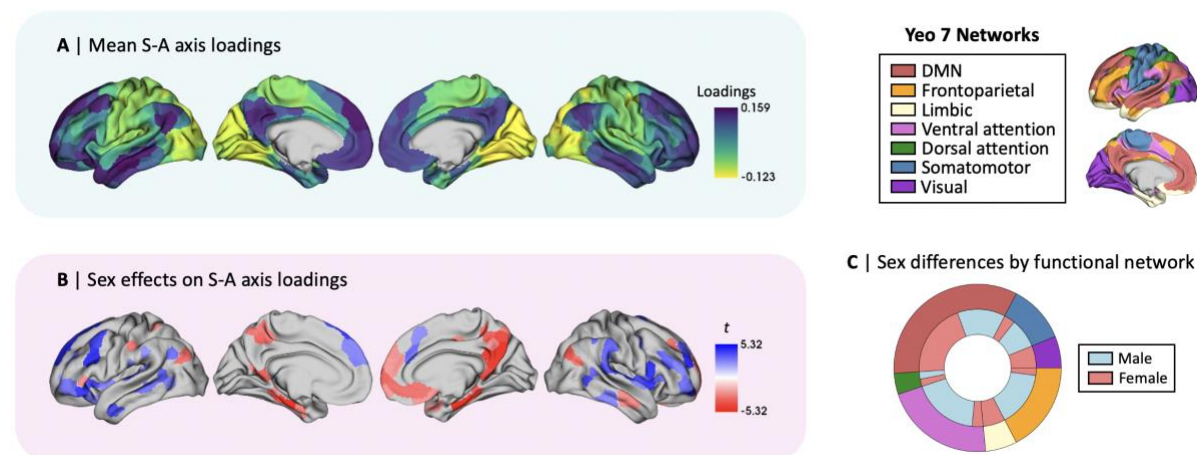 A | Mean S-A axis loadings
Loadings
0.159
-0.123
Yeo 7 Networks
DMN
Frontoparietal
Limbic
Ventral attention
Dorsal attention
Somatomotor
Visual
B | Sex effects on S-A axis loadings
t
5.32
-5.32
C | Sex differences by functional network
Male
Female